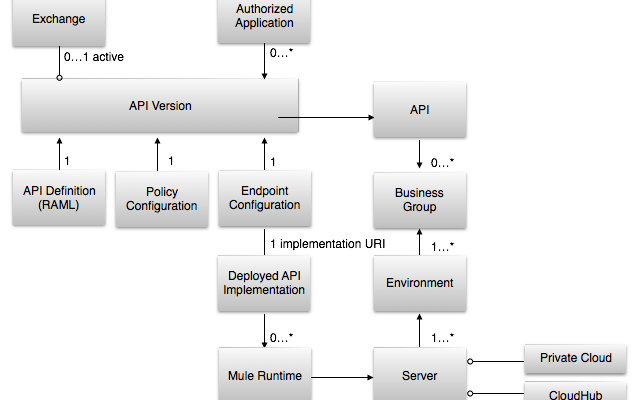 Exchange
Authorized
Application
0...1 active
0...*
API Version
API
1
1
1
0...*
API Definition
(RAML)
Policy
Configuration
Endpoint
Configuration
Business
Group
1 implementation URI
1...*
Deployed API
Implementation
Environment
0...*
1...*
Mule Runtime
Server
Private Cloud
CloudHub